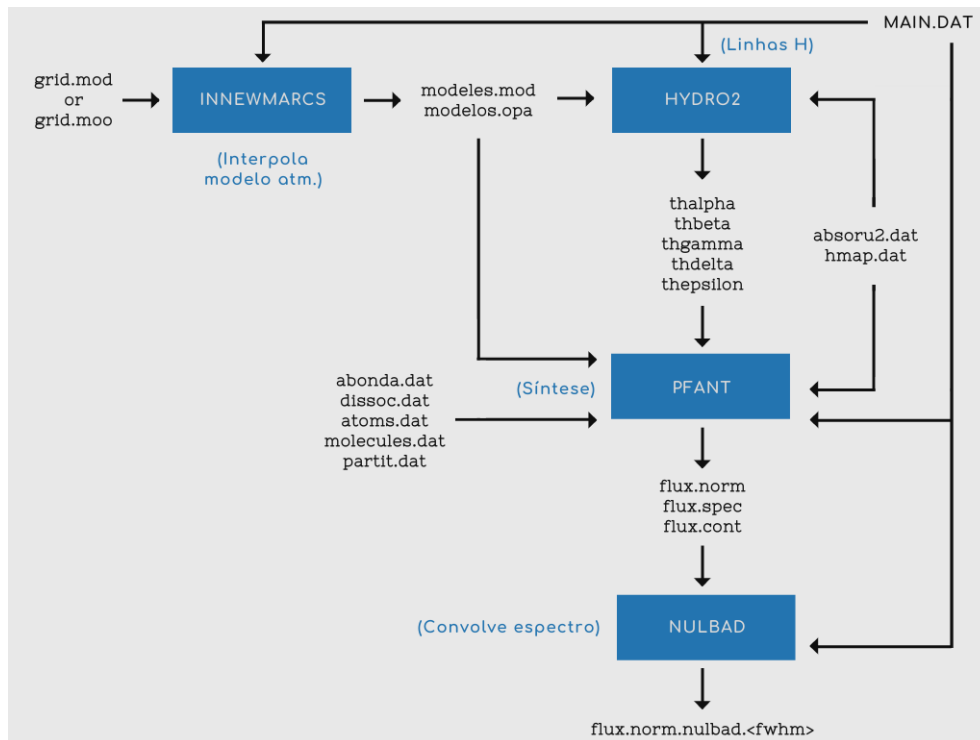 MAIN.DAT
(Linhas H)
grid.mod
or
grid.moo
INNEWMARCS
modeles.mod
modelos.opa
HYDRO2
(Interpola
modelo atm.)
thalpha
thbeta
thgamma
thdelta
thepsilon
absoru2.dat
hmap.dat
abonda.dat
dissoc.dat
atoms.dat
molecules.dat
partit.dat
(Síntese)
PFANT
flux.norm
flux.spec
flux.cont
(Convolve espectro)
NULBAD
flux.norm.nulbad.<fwhm>